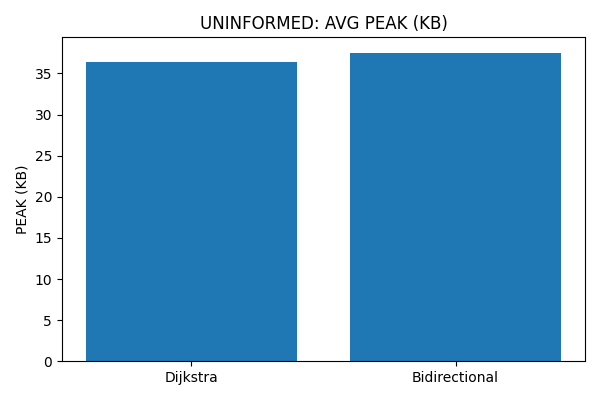 UNINFORMED: AVG PEAK (KB)
PEAK (KB)
35
30
25
20
15
10
5
0
Dijkstra
Bidirectional